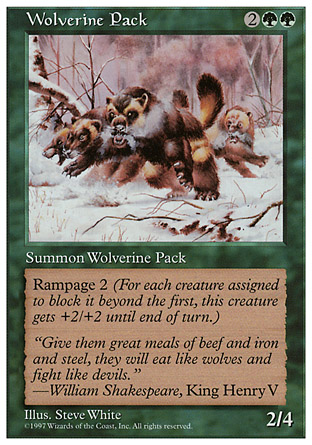 Wolverine Pack 2
Summon Wolverine Pack
Rampage 2 (For each creature assigned
to block it beyond the first, this creature
gets +2/+2 until end of turn.)
“Give them great meals of beef and iron
and steel, they will eat like wolves and
fight like devils.”
—William Shakespeare, King Henry V
Illus. Steve White
©1997 Wizards of the Coast, Inc. All rights reserved.
2/4